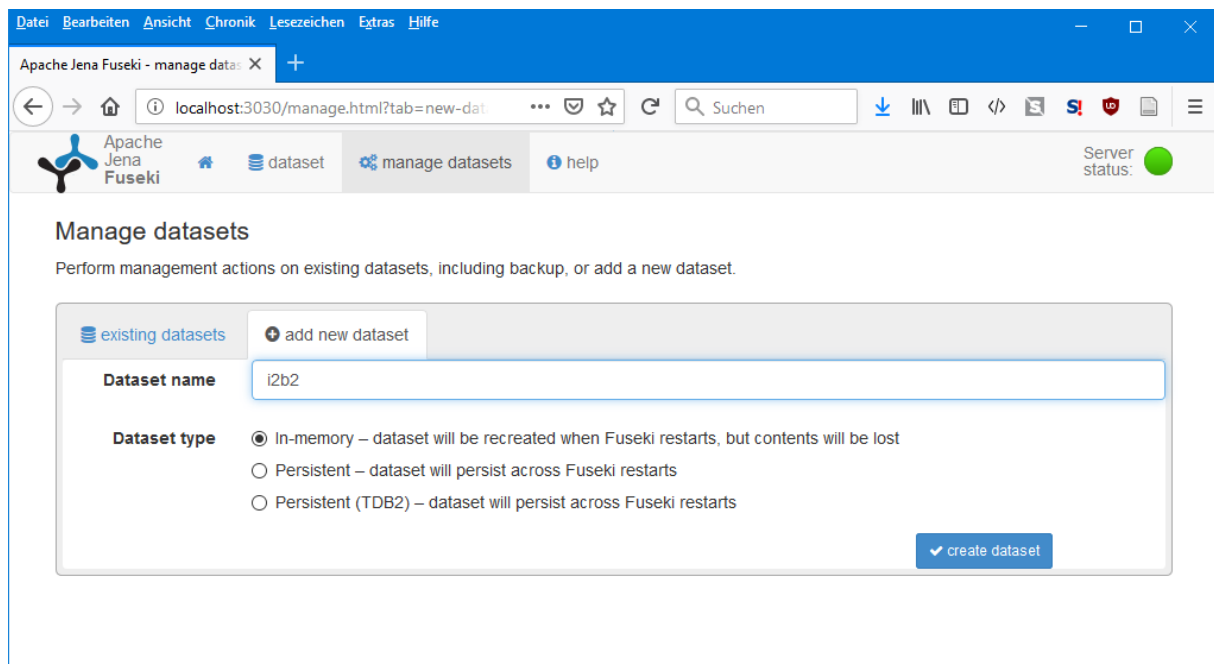 Datei Bearbeiten Ansicht Chronik Lesezeichen Extras Hilfe
Apache Jena Fuseki - manage datas
localhost:3030/manage.html?tab=new-dat
Suchen
Apache Jena Fuseki
dataset
manage datasets
help
Server status:
Manage datasets
Perform management actions on existing datasets, including backup, or add a new dataset.
existing datasets
add new dataset
Dataset name
i2b2
Dataset type
In-memory – dataset will be recreated when Fuseki restarts, but contents will be lost
Persistent – dataset will persist across Fuseki restarts
Persistent (TDB2) – dataset will persist across Fuseki restarts
create dataset